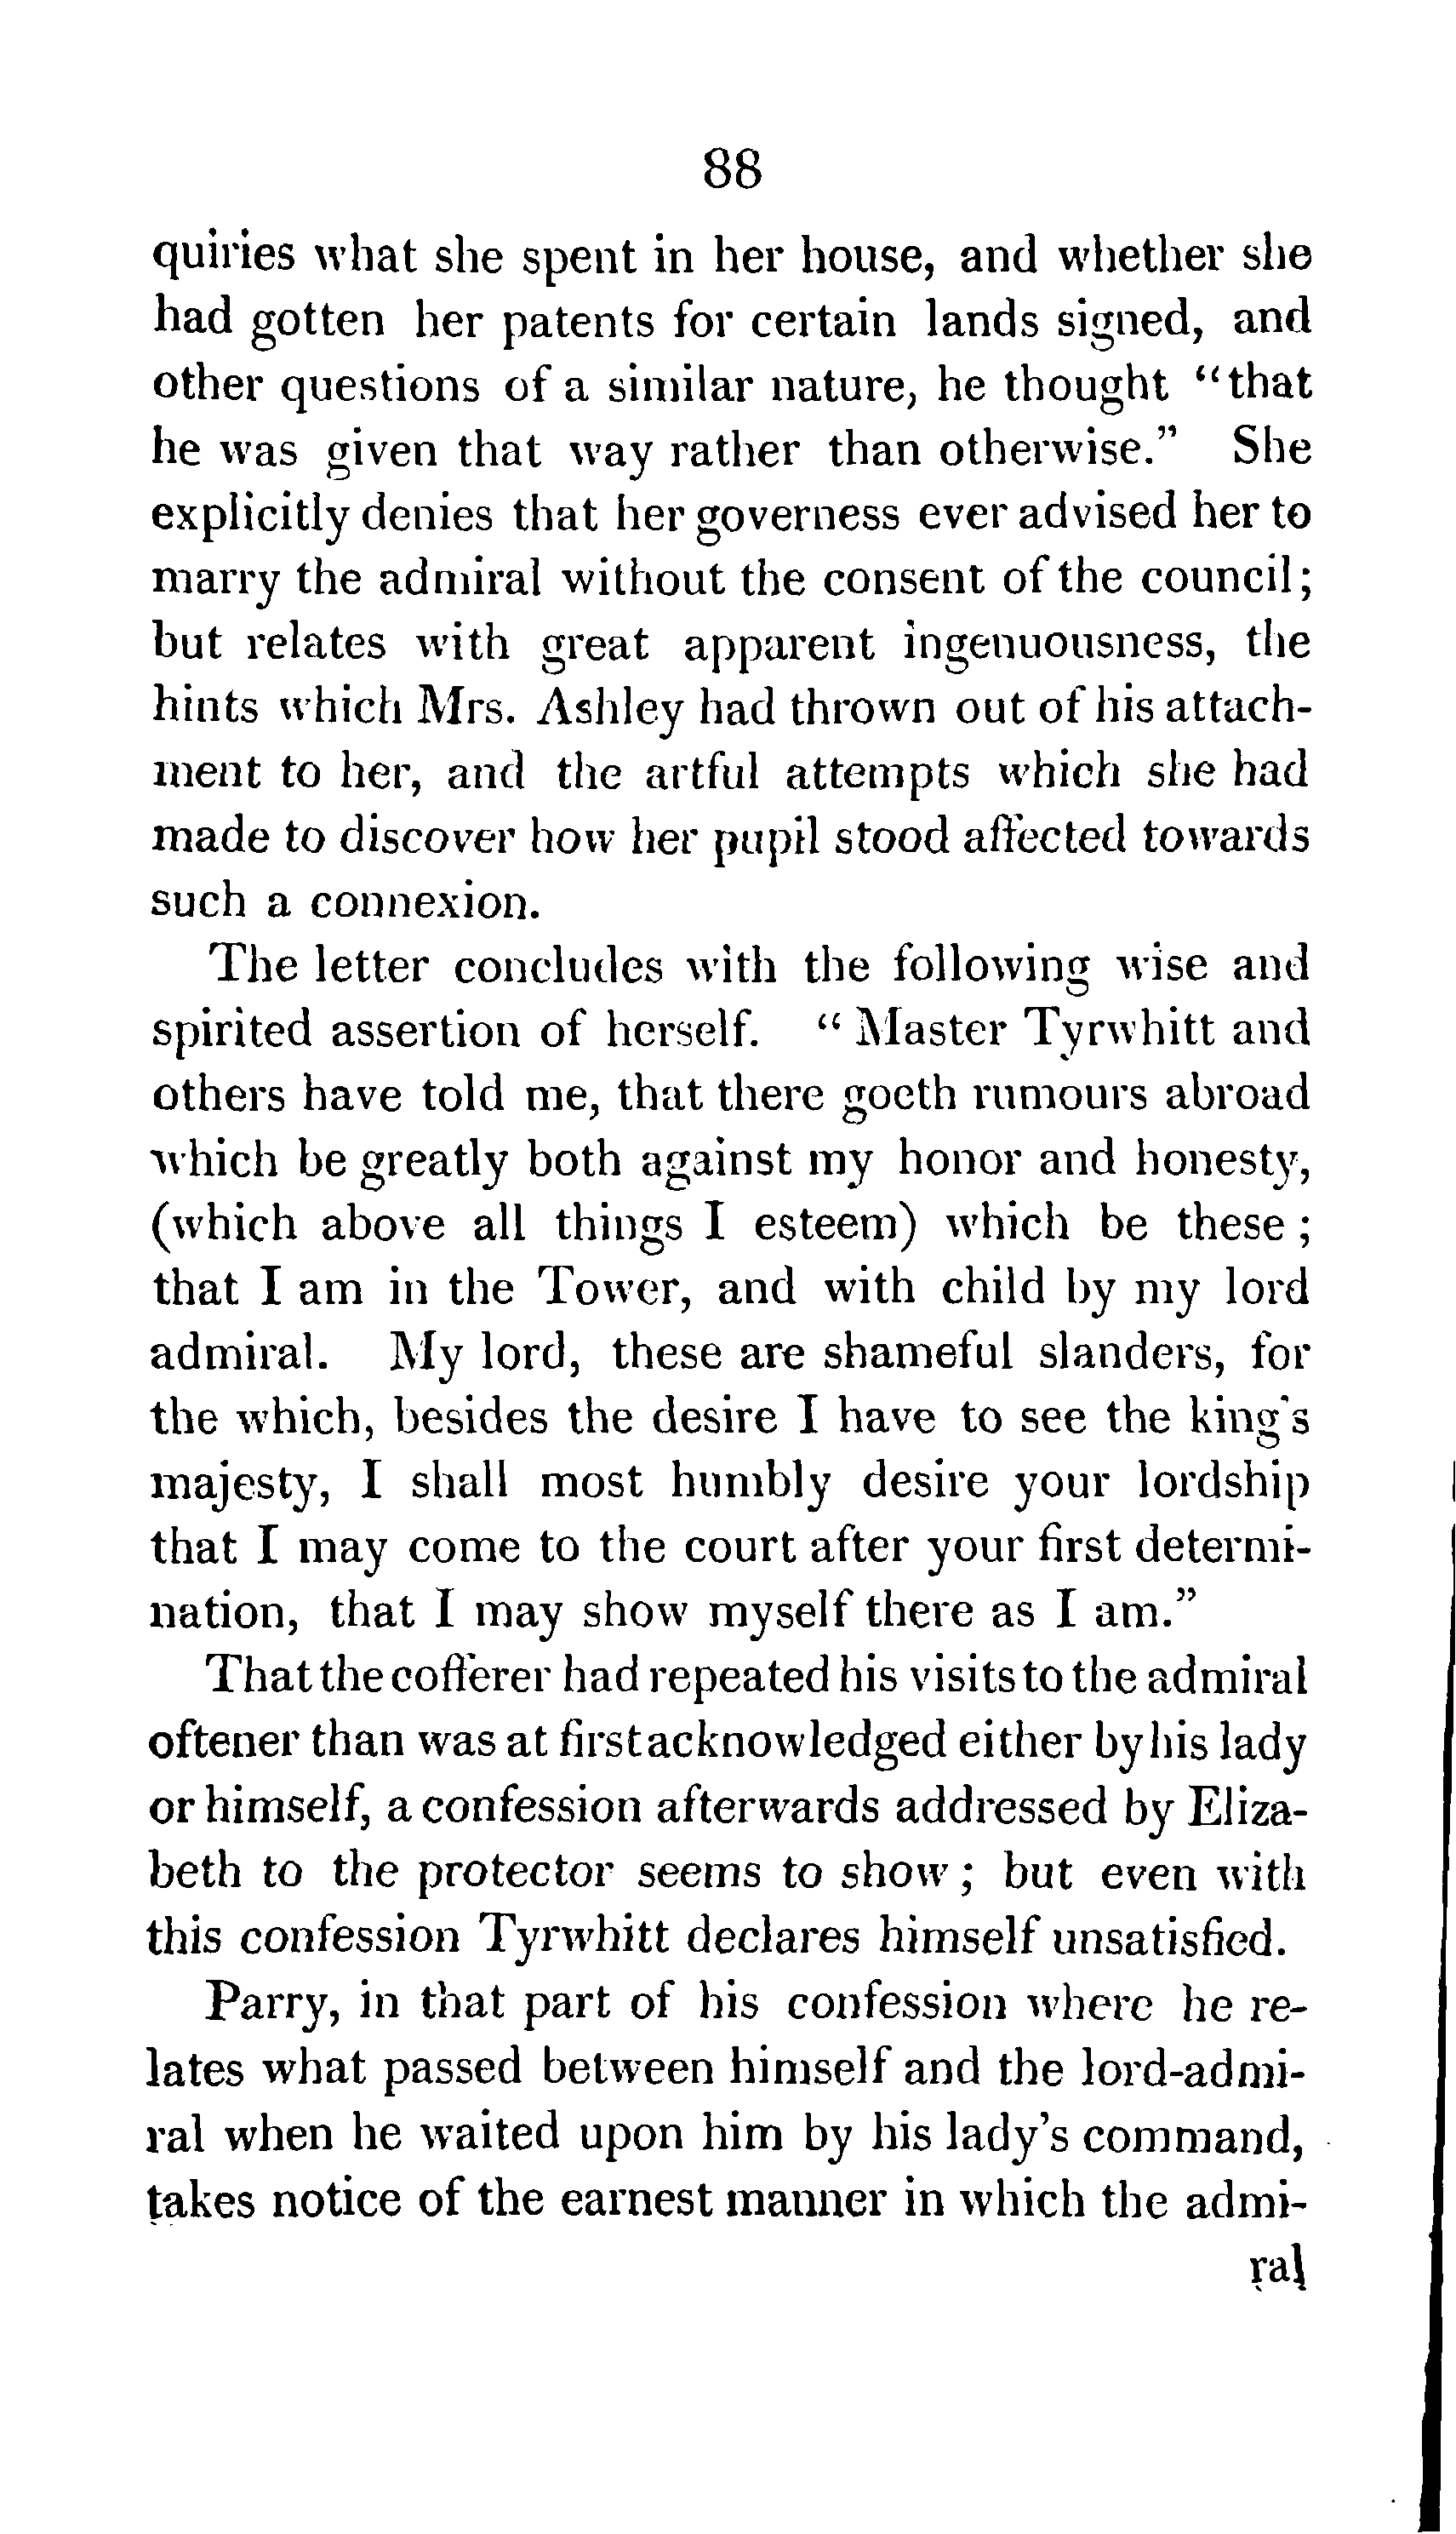 88
quiries what she spent in her house, and whether she
had gotten her patents for certain lands signed, and
other questions of a similar nature, he thought "that
he was given that way rather than otherwise." She
explicitly denies that her governess ever advised her to
marry the admiral without the consent of the council;
but relates with great apparent ingenuousness, the
hints which Mrs. Ashley had thrown out of his attach-
ment to her, and the artful attempts which she had
made to discover how her pupil stood affected towards
such a connexion.
The letter concludes with the following wise and
spirited assertion of herself. " Master Tyrwhitt and
others have told me, that there goeth rumours abroad
which be greatly both against my honor and honesty,
(which above all things I esteem) which be these ;
that I am in the Tower, and with child by my lord
admiral. My lord, these are shameful slanders, for
the which, besides the desire I have to see the king's
majesty, I shall most humbly desire your lordship
that I may come to the court after your first determi-
nation, that I may show myself there as I am."
That the cofferer had repeated his visits to the admiral
oftener than was at first acknowledged either by his lady
or himself, a confession afterwards addressed by Eliza-
beth to the protector seems to show ; but even with
this confession Tyrwhitt declares himself unsatisfied.
Parry, in that part of his confession where he re-
lates what passed between himself and the lord-admi-
ral when he waited upon him by his lady's command,
takes notice of the earnest manner in which the admi-
ral